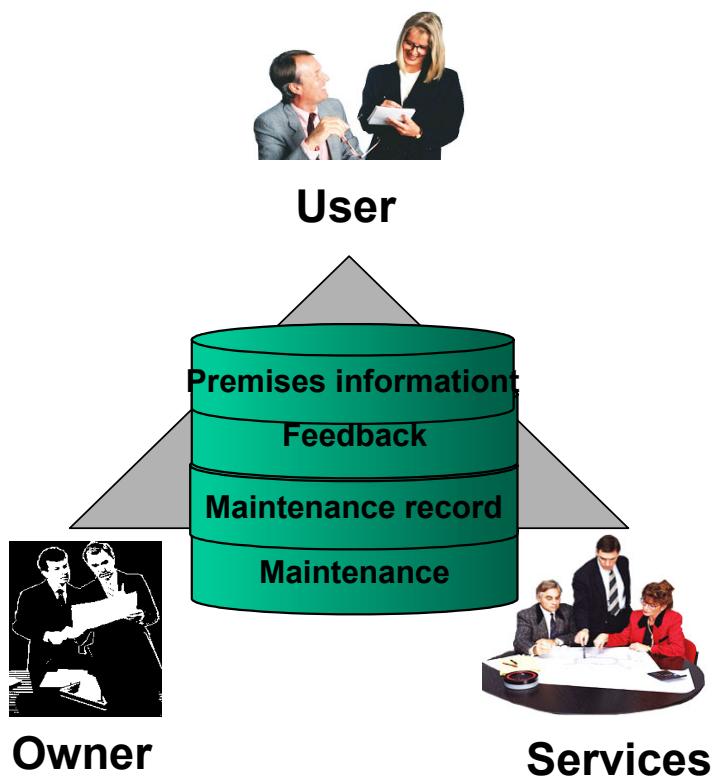 User
Premises informationt
Feedback
Maintenance record
Maintenance
Owner
Services